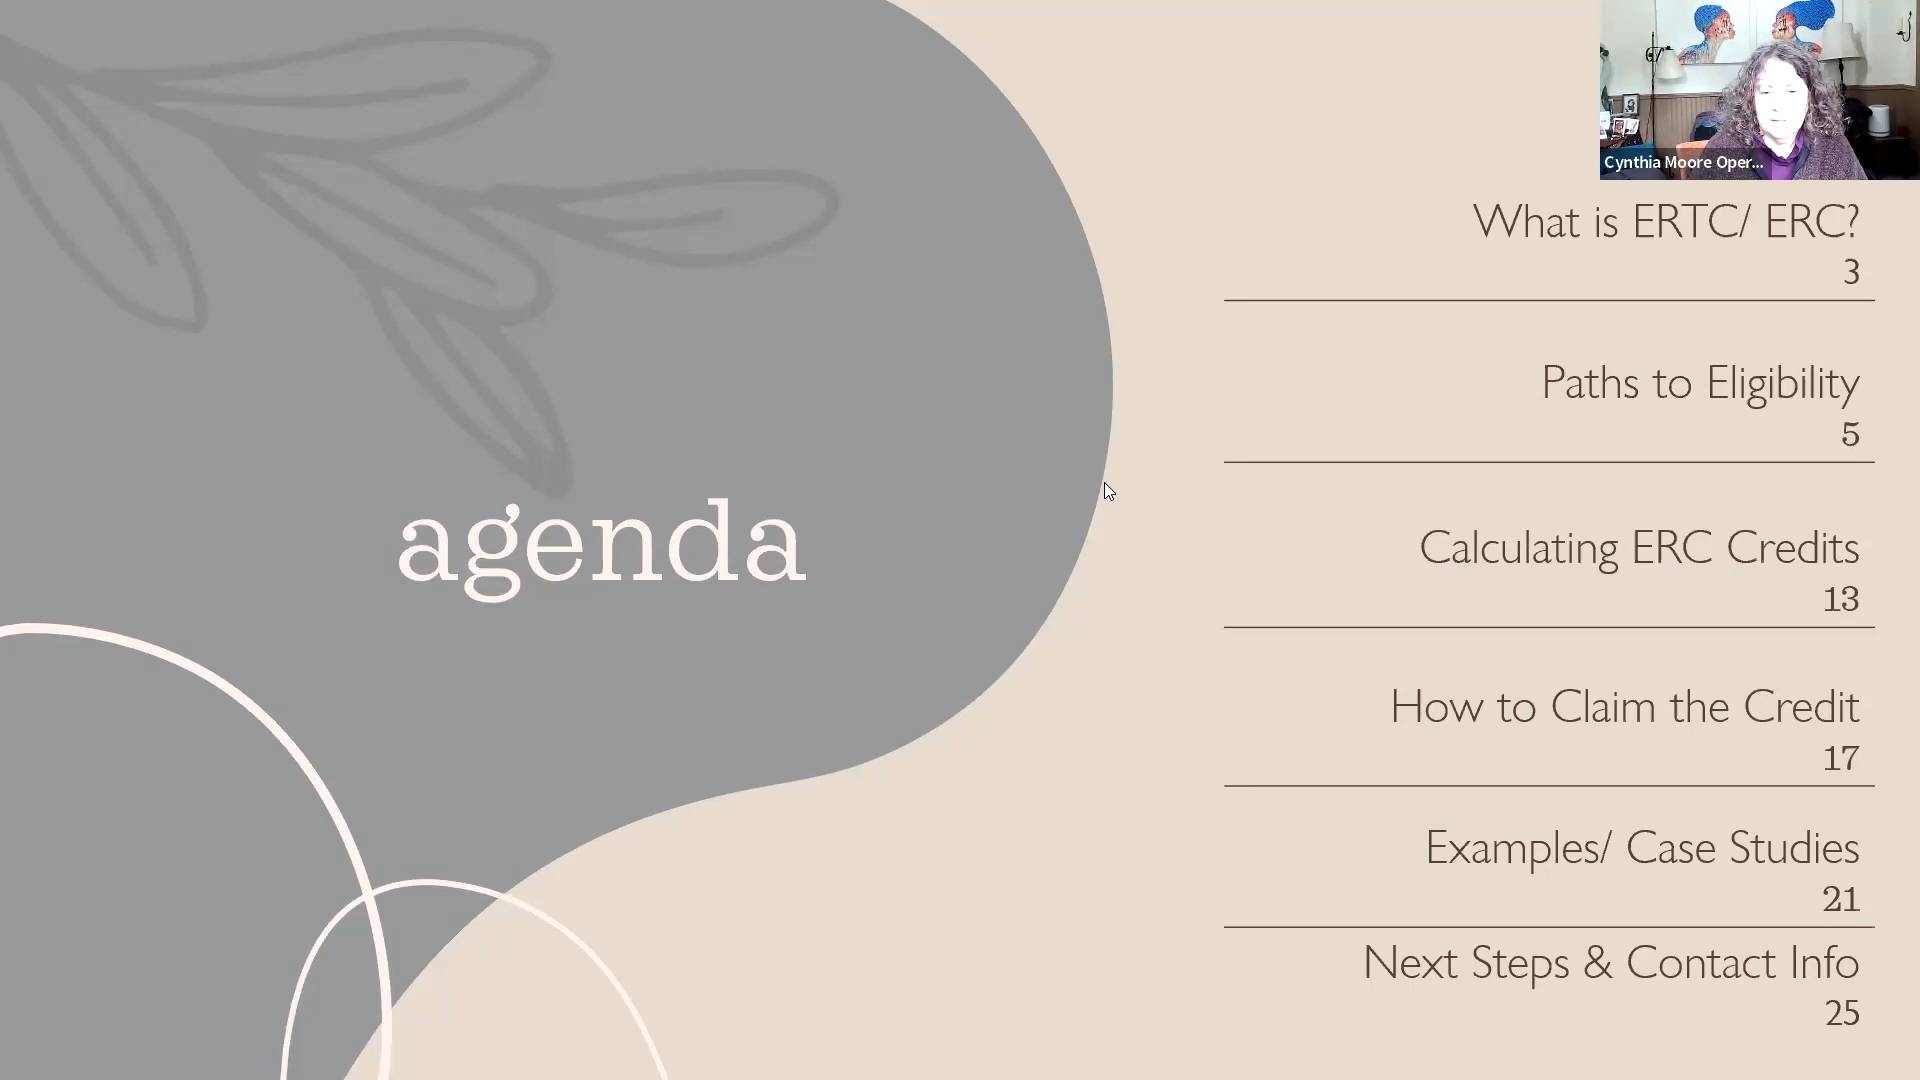 Cynthia Moore Oper...
agenda
What is ERTC/ ERC?
3
Paths to Eligibility
5
Calculating ERC Credits
13
How to Claim the Credit
17
Examples/ Case Studies
21
Next Steps & Contact Info
25